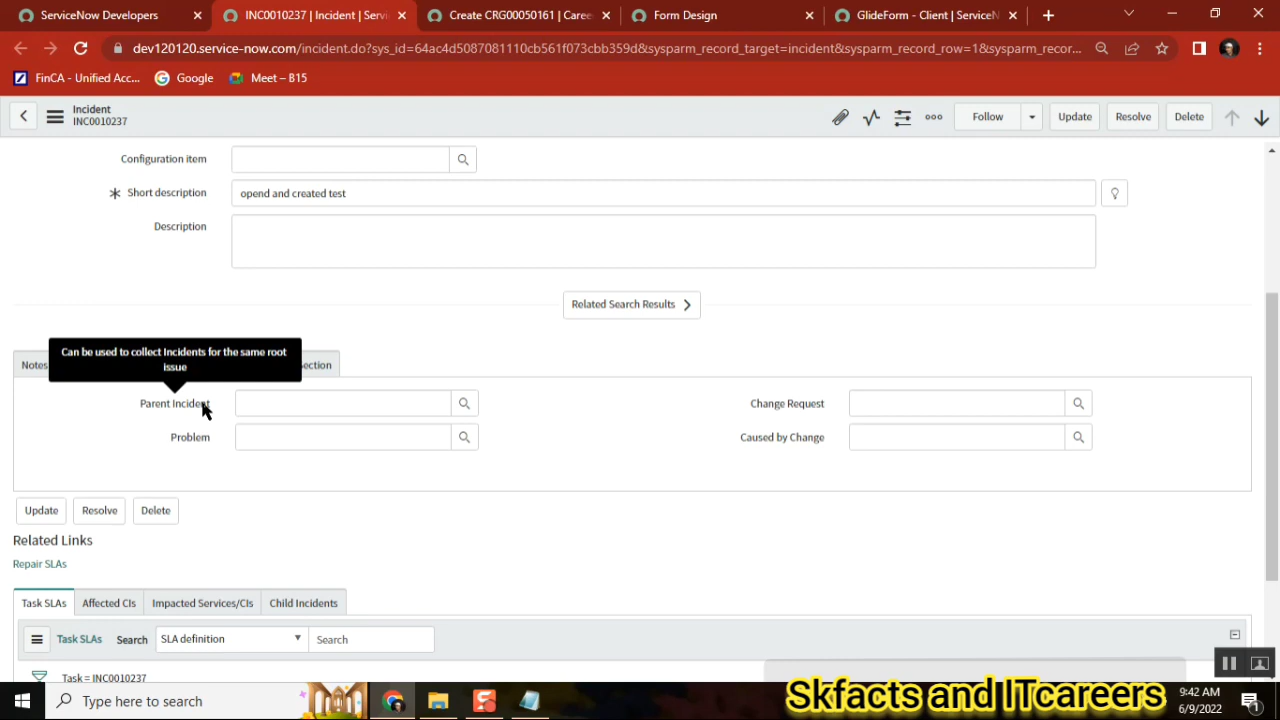 ServiceNow Developers
INC0010237 | Incident | Servi
Create CRG00050161 | Caree
Form Design
GlideForm - Client | ServiceN
dev120120.service-now.com/incident.do?sys_id=64ac4d5087081110cb561f073cbb359d&sysparm_record_target=incident&sysparm_record_row=1&sysparm_recor...
FinCA - Unified Acc...
Google
Meet – B15
Incident
INC0010237
Follow
Update
Resolve
Delete
Configuration item
Short description
opend and created test
Description
Related Search Results
Can be used to collect Incidents for the same root
issue
Notes
ection
Parent Incident
Change Request
Problem
Caused by Change
Update
Resolve
Delete
Related Links
Repair SLAs
Task SLAs
Affected CIs
Impacted Services/CIs
Child Incidents
Task SLAs
Search
SLA definition
Search
Task = INC0010237
Skfacts and ITcareers
Type here to search
9:42 AM
6/9/2022
1